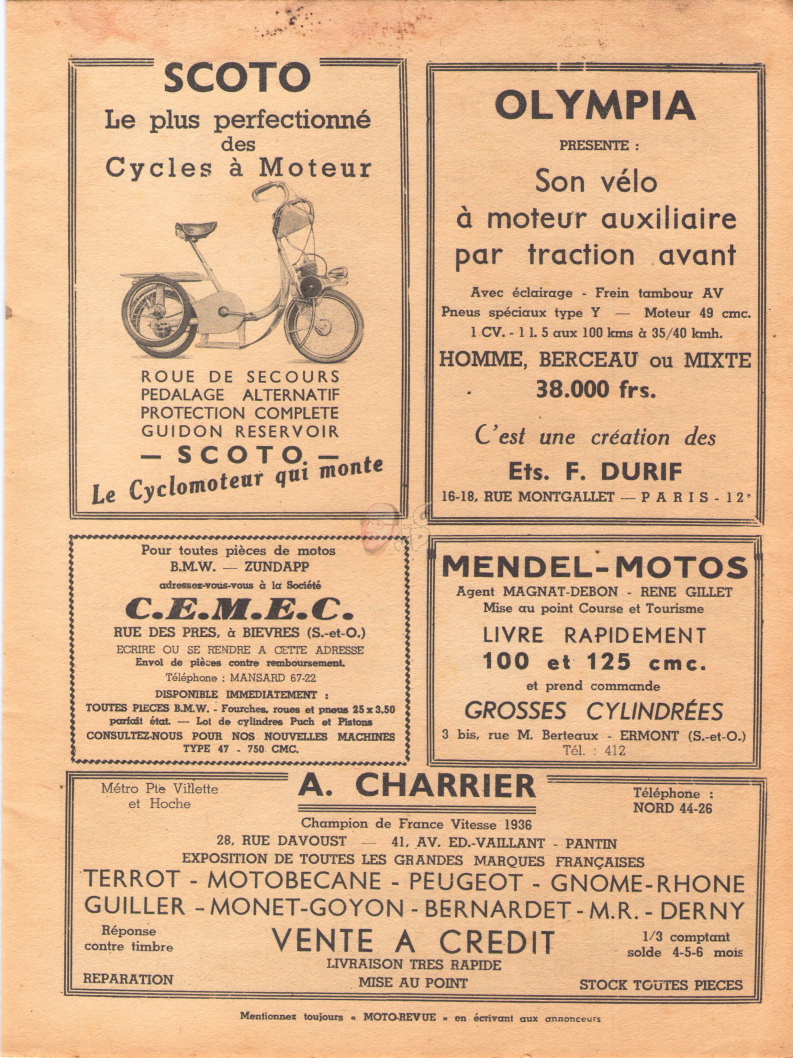 SCOTO
Le plus perfectionné
des
Cycles à Moteur
ROUE DE SECOURS
PEDALAGE ALTERNATIF
PROTECTION COMPLETE
GUIDON RESERVOIR
— SCOTO —
Le Cyclomoteur qui monte
OLYMPIA
PRESENTE :
Son vélo
à moteur auxiliaire
par traction avant
Avec éclairage - Frein tambour AV
Pneus spéciaux type Y — Moteur 49 cmc.
1 CV. - 1 l. 5 aux 100 kms à 35/40 kmh.
HOMME, BERCEAU ou MIXTE
38.000 frs.
C'est une création des
Ets. F. DURIF
16-18, RUE MONTGALLET — PARIS - 12e
Pour toutes pièces de motos
B.M.W. — ZUNDAPP
adressez-vous-vous à la Société
C.E.M.E.C.
RUE DES PRES, à BIEVRES (S.-et-O.)
ECRIRE OU SE RENDRE A CETTE ADRESSE
Envoi de pièces contre remboursement.
Téléphone : MANSARD 67-22
DISPONIBLE IMMEDIATEMENT :
TOUTES PIECES B.M.W. - Fourches, roues et pneus 25 x 3.50
parfait état. — Lot de cylindres Puch et Pistons
CONSULTEZ-NOUS POUR NOS NOUVELLES MACHINES
TYPE 47 - 750 CMC.
MENDEL-MOTOS
Agent MAGNAT-DEBON - RENE GILLET
Mise au point Course et Tourisme
LIVRE RAPIDEMENT
100 et 125 cmc.
et prend commande
GROSSES CYLINDRÉES
3 bis, rue M. Berteaux - ERMONT (S.-et-O.)
Tél. : 412
Métro Pte Villette
et Hoche
A. CHARRIER
Téléphone :
NORD 44-26
Champion de France Vitesse 1936
28, RUE DAVOUST — 41, AV. ED.-VAILLANT - PANTIN
EXPOSITION DE TOUTES LES GRANDES MARQUES FRANÇAISES
TERROT - MOTOBECANE - PEUGEOT - GNOME-RHONE
GUILLER - MONET-GOYON - BERNARDET - M.R. - DERNY
Réponse
contre timbre
VENTE A CREDIT
1/3 comptant
solde 4-5-6 mois
LIVRAISON TRES RAPIDE
REPARATION
MISE AU POINT
STOCK TOUTES PIECES
Mentionnez toujours « MOTO-REVUE » en écrivant aux annonceurs